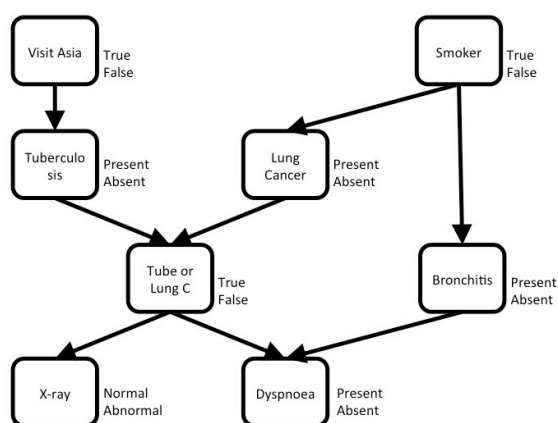 Visit Asia
True
False
Smoker
True
False
Tuberculo
sis
Present
Absent
Lung
Cancer
Present
Absent
Tube or
Lung C
True
False
Bronchitis
Present
Absent
X-ray
Normal
Abnormal
Dyspnoea
Present
Absent